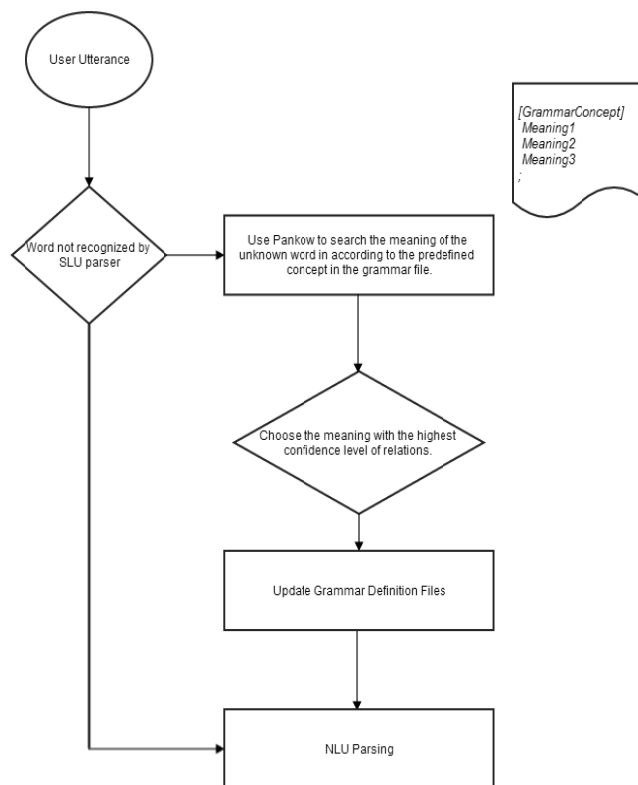 User Utterance
[GrammarConcept]
Meaning1
Meaning2
Meaning3
;
Word not recognized by
SLU parser
Use Pankow to search the meaning of the
unknown word in according to the predefined
concept in the grammar file.
Choose the meaning with the highest
confidence level of relations.
Update Grammar Definition Files
NLU Parsing